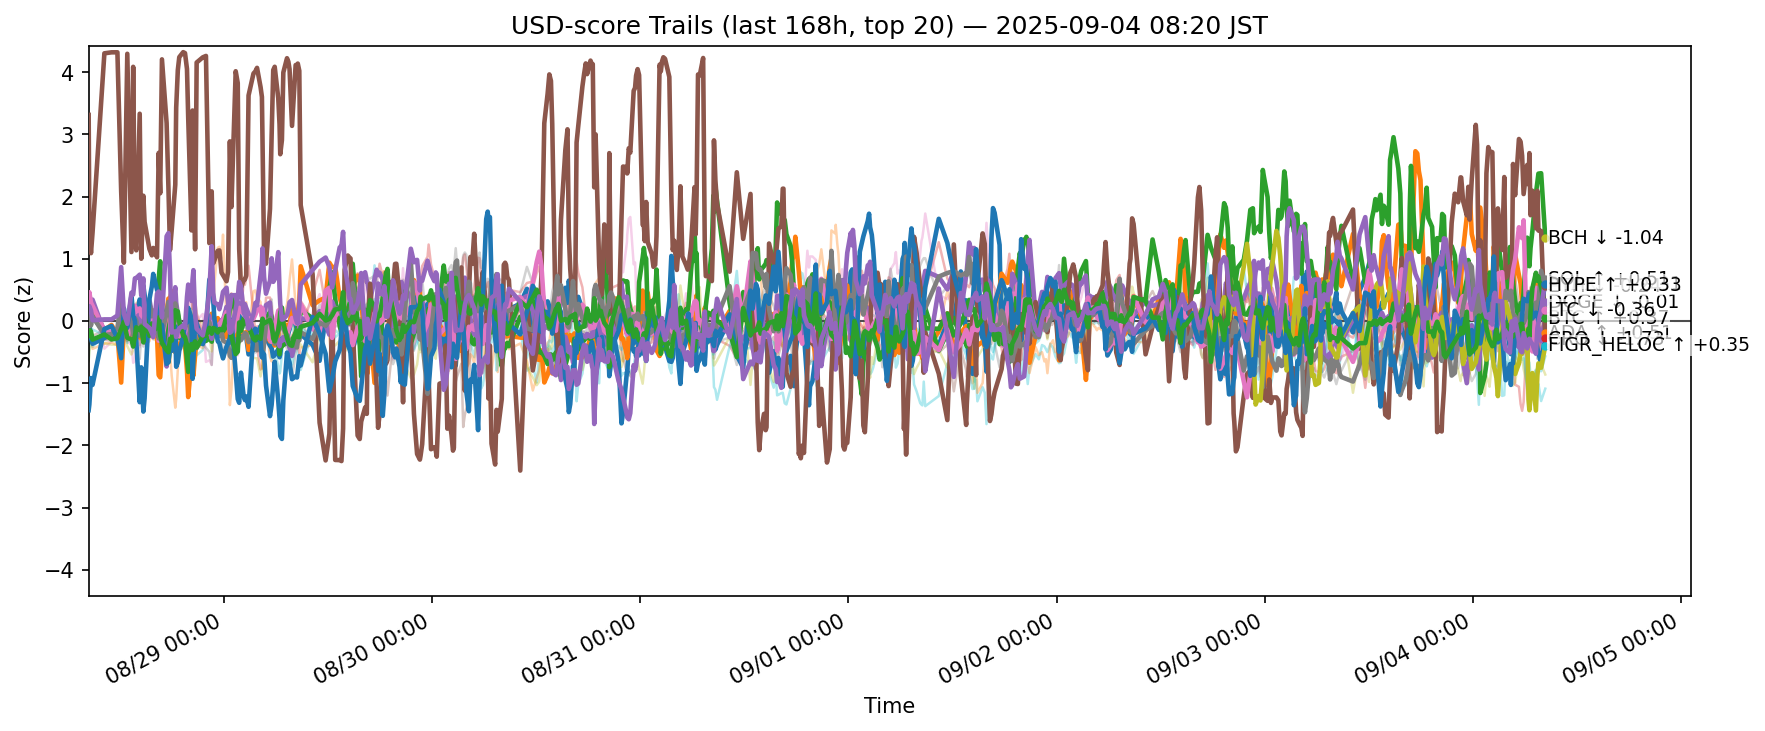 USD-score Trails (last 168h, top 20) — 2025-09-04 08:20 JST
Score (z)
4
3
2
1
0
−1
−2
−3
−4
BCH ↓ -1.04
SOL ↑ +0.51
HYPE ↑ +0.33
LTC ↓ -0.36
FIGR_HELOC ↑ +0.35
08/29 00:00
08/30 00:00
08/31 00:00
09/01 00:00
09/02 00:00
09/03 00:00
09/04 00:00
09/05 00:00
Time